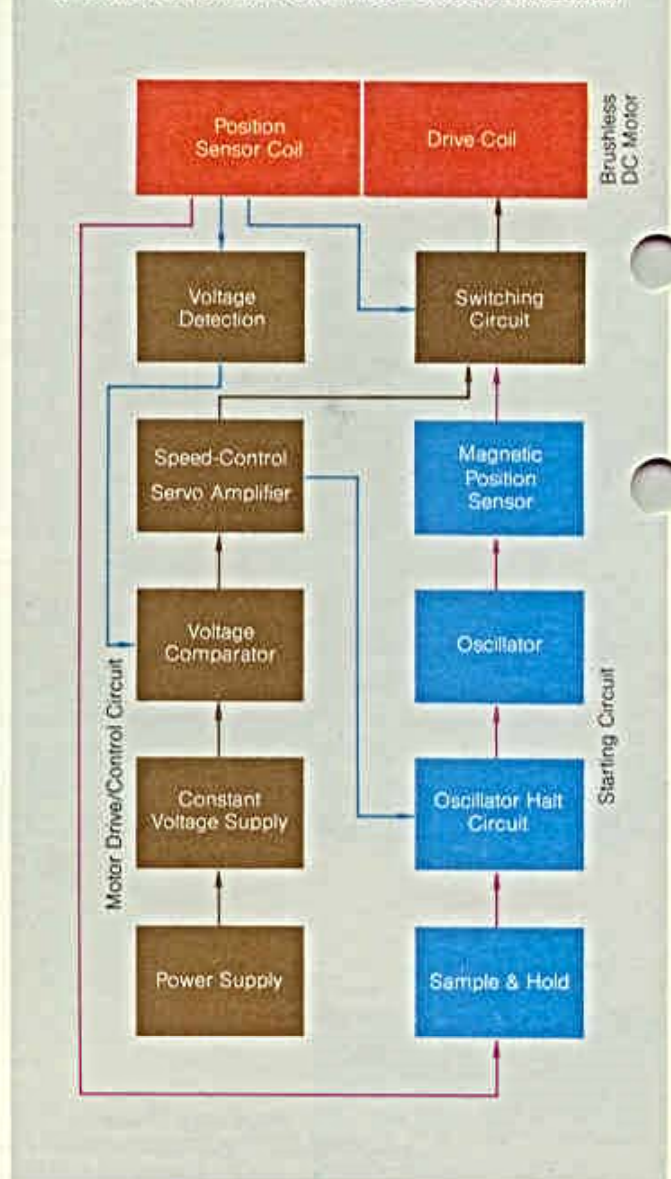 Position
Sensor Coil
Drive Coil
Brushless
DC Motor
Voltage
Detection
Switching
Circuit
Speed-Control
Servo Amplifier
Magnetic
Position
Sensor
Voltage
Comparator
Oscillator
Motor Drive/Control Circuit
Starting Circuit
Constant
Voltage Supply
Oscillator Halt
Circuit
Power Supply
Sample & Hold